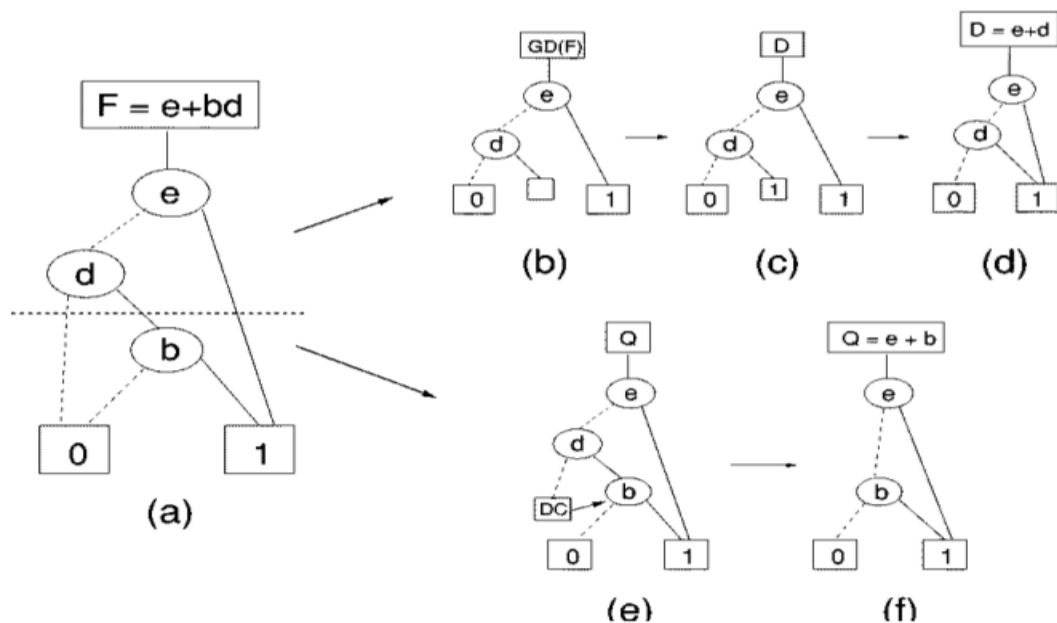 F = e+bd
e
d
b
0
1
(a)
GD(F)
e
d
0
1
(b)
D
e
d
0
1
1
(c)
D = e+d
e
d
0
1
(d)
Q
e
d
b
DC
0
1
(e)
Q = e + b
e
b
0
1
(f)